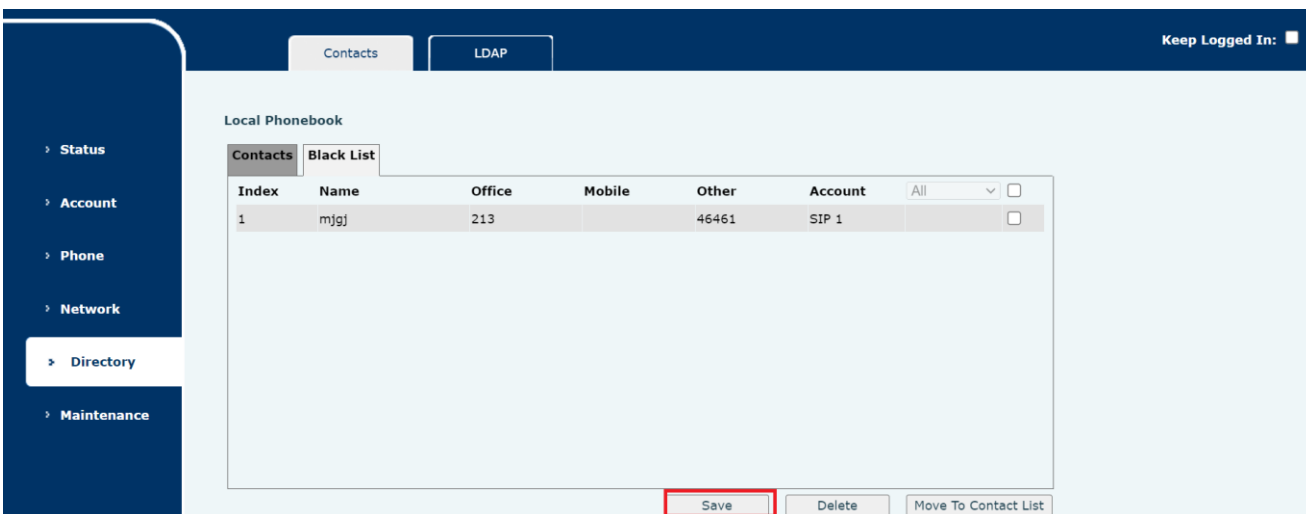 Contacts LDAP Keep Logged In:
Local Phonebook
Status
Account
Phone
Network
Directory
Maintenance
Contacts Black List
Index Name Office Mobile Other Account All
1 mjgj 213 46461 SIP 1
Save Delete Move To Contact List